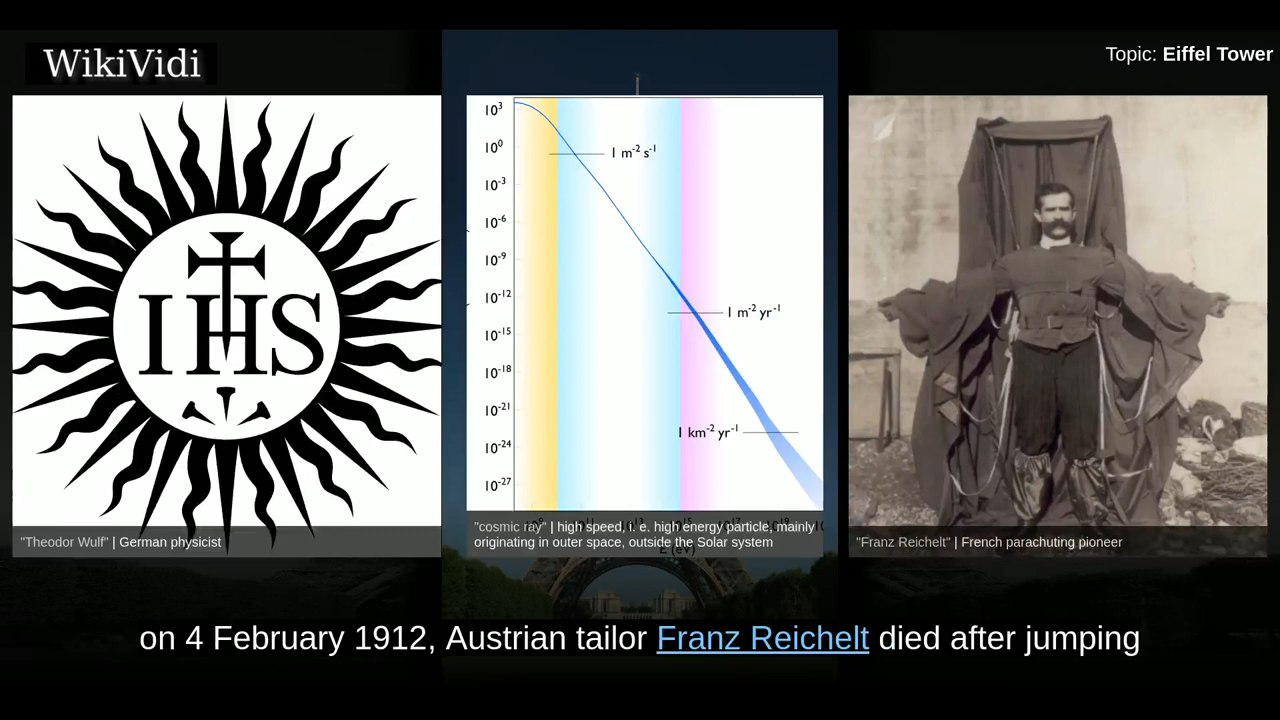 WikiVidi
Topic: Eiffel Tower
IHS
10³
10⁰
10⁻³
10⁻⁶
10⁻⁹
10⁻¹²
10⁻¹⁵
10⁻¹⁸
10⁻²¹
10⁻²⁴
10⁻²⁷
1 m⁻² s⁻¹
1 m⁻² yr⁻¹
1 km⁻² yr⁻¹
"Theodor Wulf" | German physicist
"cosmic ray" | high speed, i. e. high energy particle, mainly
originating in outer space, outside the Solar system
E (eV)
"Franz Reichelt" | French parachuting pioneer
on 4 February 1912, Austrian tailor Franz Reichelt died after jumping